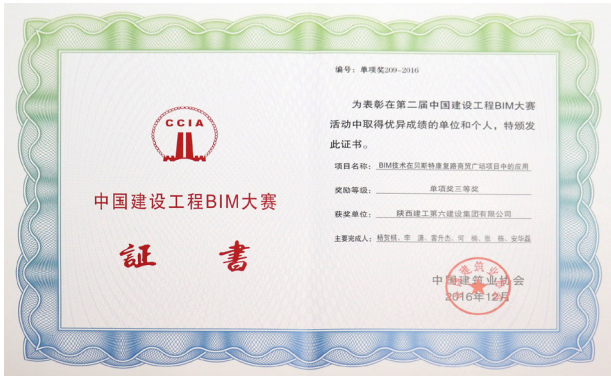 CCIA
中国建设工程BIM大赛
证 书
编号：单项奖209-2016
为表彰在第二届中国建设工程BIM大赛
活动中取得优异成绩的单位和个人，特颁发
此证书。
项目名称：BIM技术在贝斯特康复路商贸广场项目中的应用
奖励等级：单项奖三等奖
获奖单位：陕西建工第六建设集团有限公司
主要完成人：杨贺棋、李 、雷升杰、何 楠、张 栋、安华磊
中国建筑业协会
2016年12月